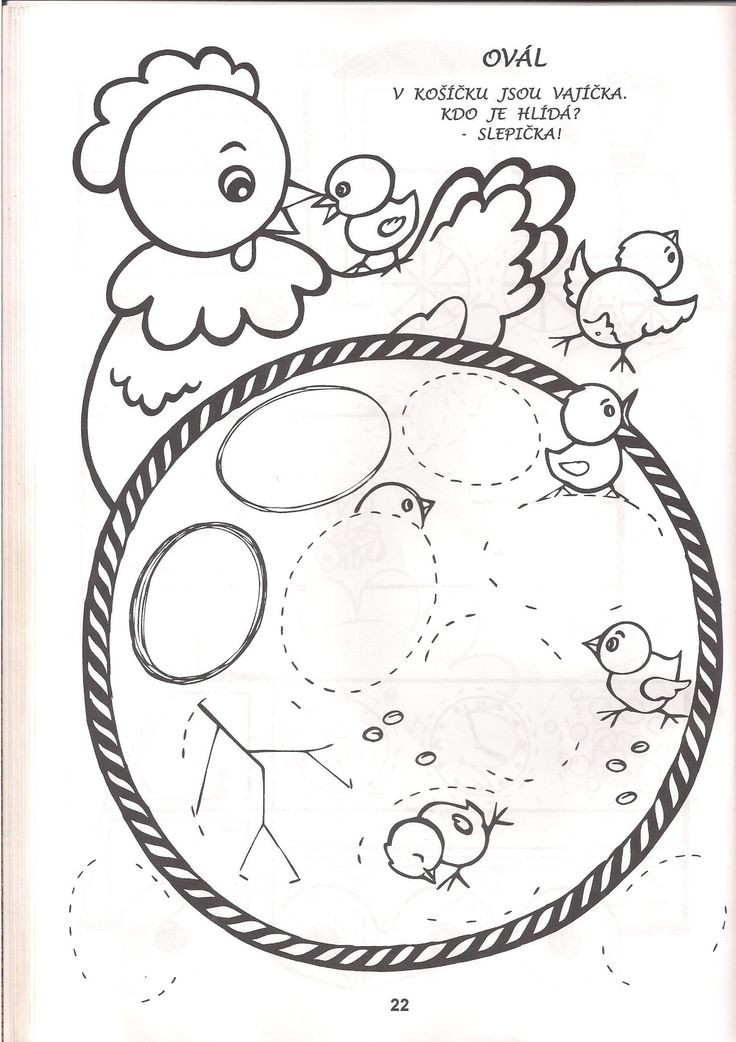 OVÁL
V KOŠÍČKU JSOU VAJÍČKA.
KDO JE HLÍDÁ?
- SLEPIČKA!
22